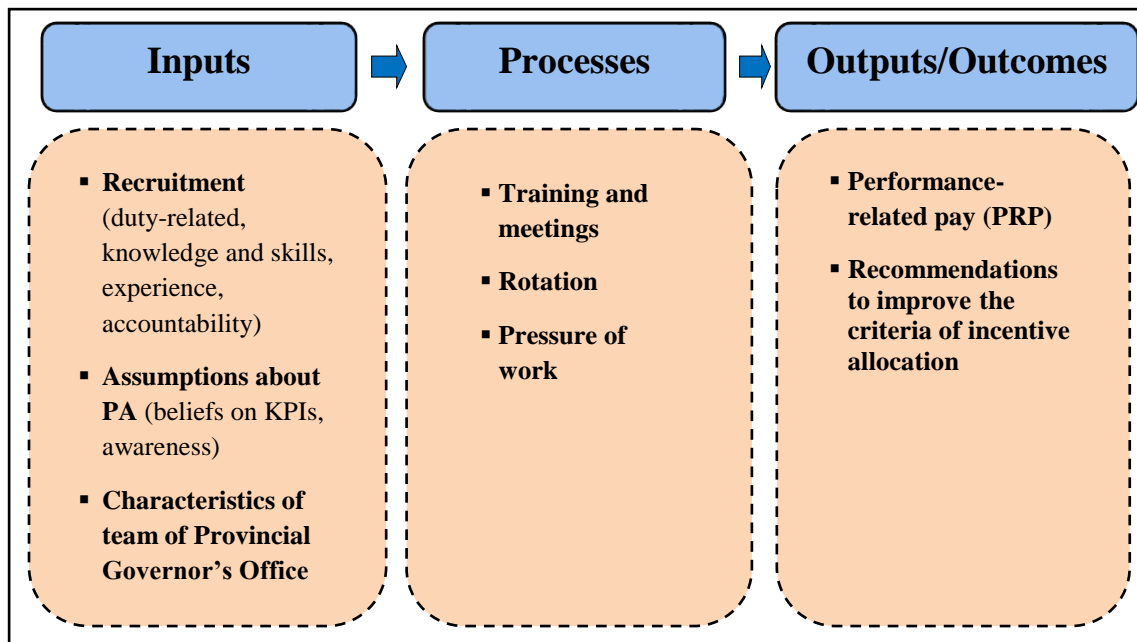 Inputs
Processes
Outputs/Outcomes
▪ Recruitment
(duty-related,
knowledge and skills,
experience,
accountability)
▪ Assumptions about
PA (beliefs on KPIs,
awareness)
▪ Characteristics of
team of Provincial
Governor’s Office
▪ Training and
meetings
▪ Rotation
▪ Pressure of
work
▪ Performance-
related pay (PRP)
▪ Recommendations
to improve the
criteria of incentive
allocation